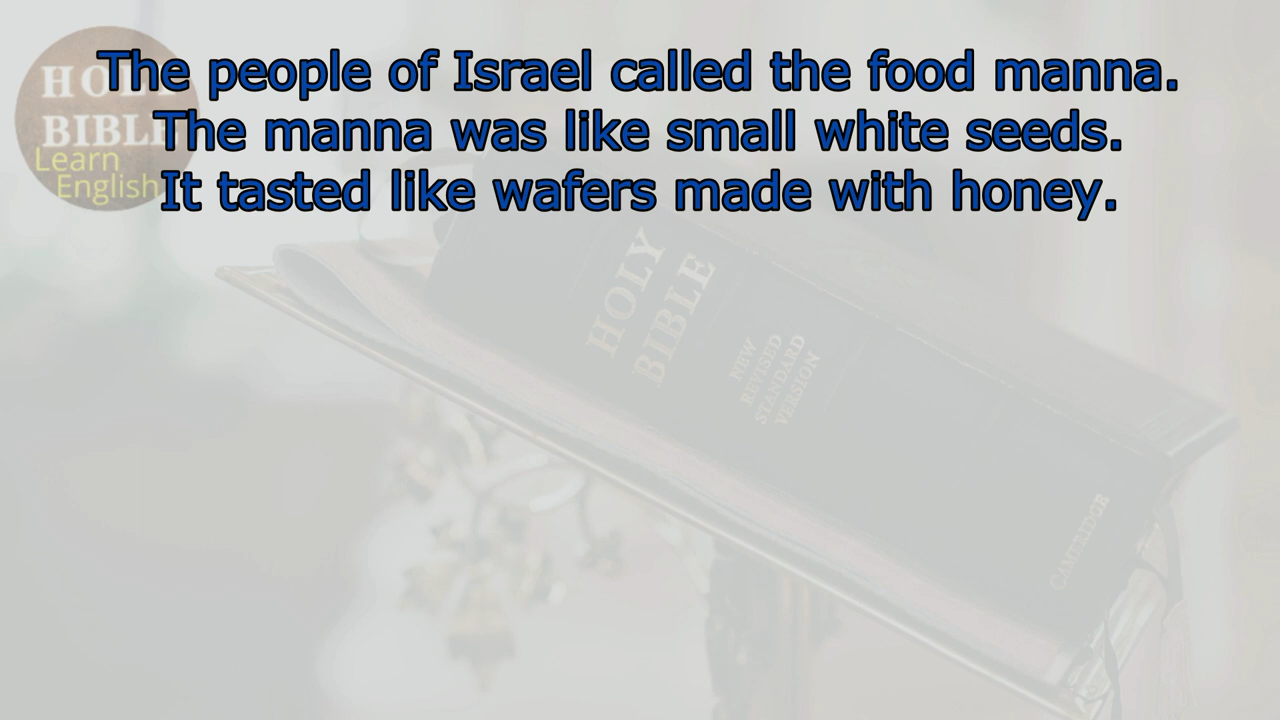 The people of Israel called the food manna.
The manna was like small white seeds.
It tasted like wafers made with honey.
HOLY
BIBLE
Learn
English
HOLY
BIBLE
NEW
REVISED
STANDARD
VERSION
CAMBRIDGE